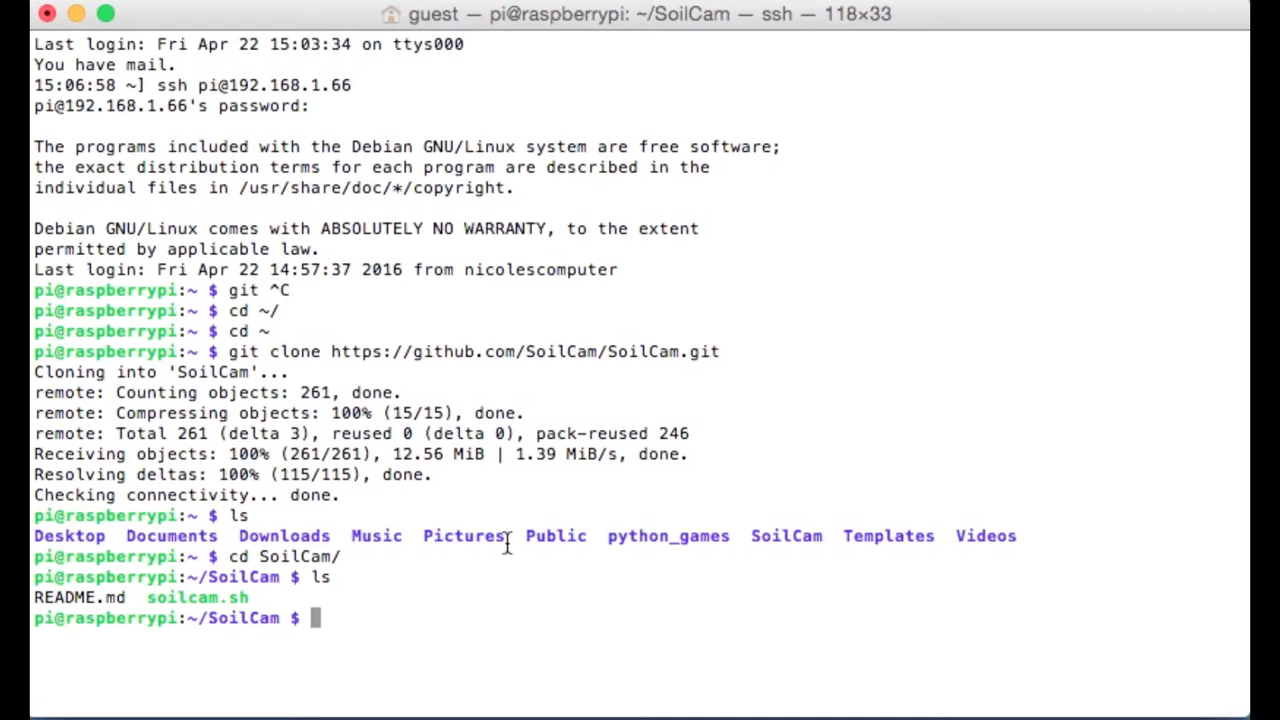 guest — pi@raspberrypi: ~/SoilCam — ssh — 118×33
Last login: Fri Apr 22 15:03:34 on ttys000
You have mail.
15:06:58 ~] ssh pi@192.168.1.66
pi@192.168.1.66's password:
The programs included with the Debian GNU/Linux system are free software;
the exact distribution terms for each program are described in the
individual files in /usr/share/doc/*/copyright.
Debian GNU/Linux comes with ABSOLUTELY NO WARRANTY, to the extent
permitted by applicable law.
Last login: Fri Apr 22 14:57:37 2016 from nicolescomputer
pi@raspberrypi:~ $ git ^C
pi@raspberrypi:~ $ cd ~/
pi@raspberrypi:~ $ cd ~
pi@raspberrypi:~ $ git clone https://github.com/SoilCam/SoilCam.git
Cloning into 'SoilCam'...
remote: Counting objects: 261, done.
remote: Compressing objects: 100% (15/15), done.
remote: Total 261 (delta 3), reused 0 (delta 0), pack-reused 246
Receiving objects: 100% (261/261), 12.56 MiB | 1.39 MiB/s, done.
Resolving deltas: 100% (115/115), done.
Checking connectivity... done.
pi@raspberrypi:~ $ ls
Desktop  Documents  Downloads  Music  Pictures  Public  python_games  SoilCam  Templates  Videos
pi@raspberrypi:~ $ cd SoilCam/
pi@raspberrypi:~/SoilCam $ ls
README.md  soilcam.sh
pi@raspberrypi:~/SoilCam $